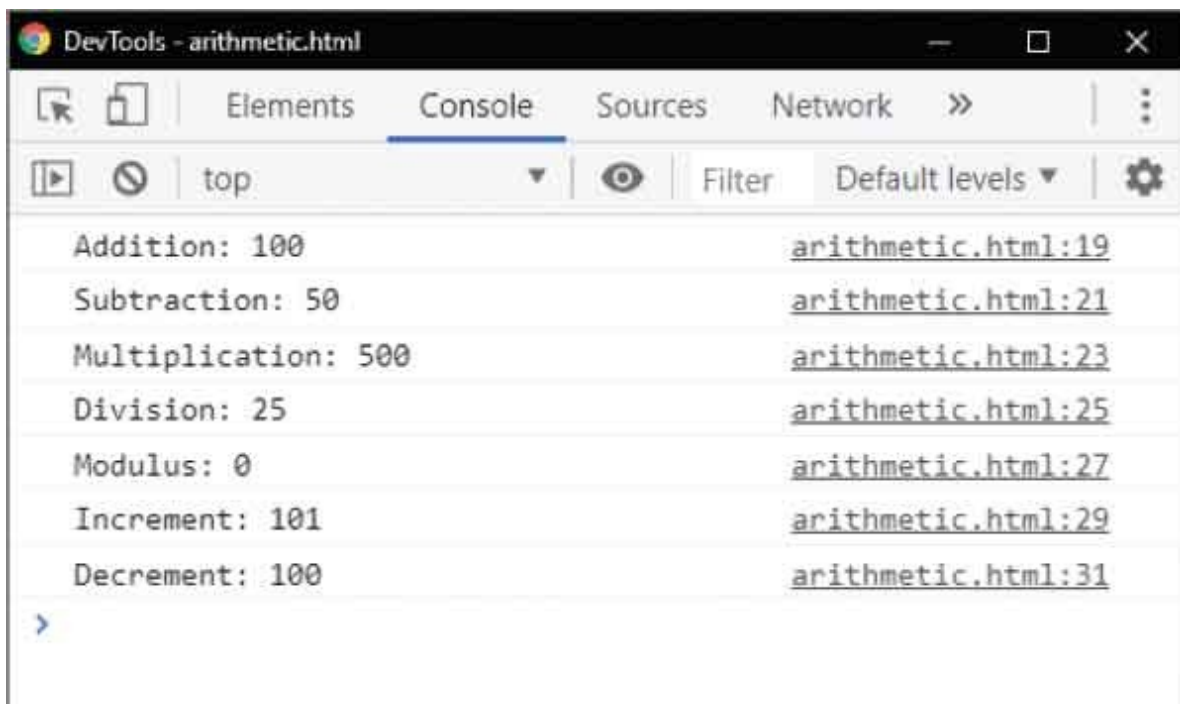 DevTools - arithmetic.html
Elements Console Sources Network »
top Filter Default levels
Addition: 100 arithmetic.html:19
Subtraction: 50 arithmetic.html:21
Multiplication: 500 arithmetic.html:23
Division: 25 arithmetic.html:25
Modulus: 0 arithmetic.html:27
Increment: 101 arithmetic.html:29
Decrement: 100 arithmetic.html:31